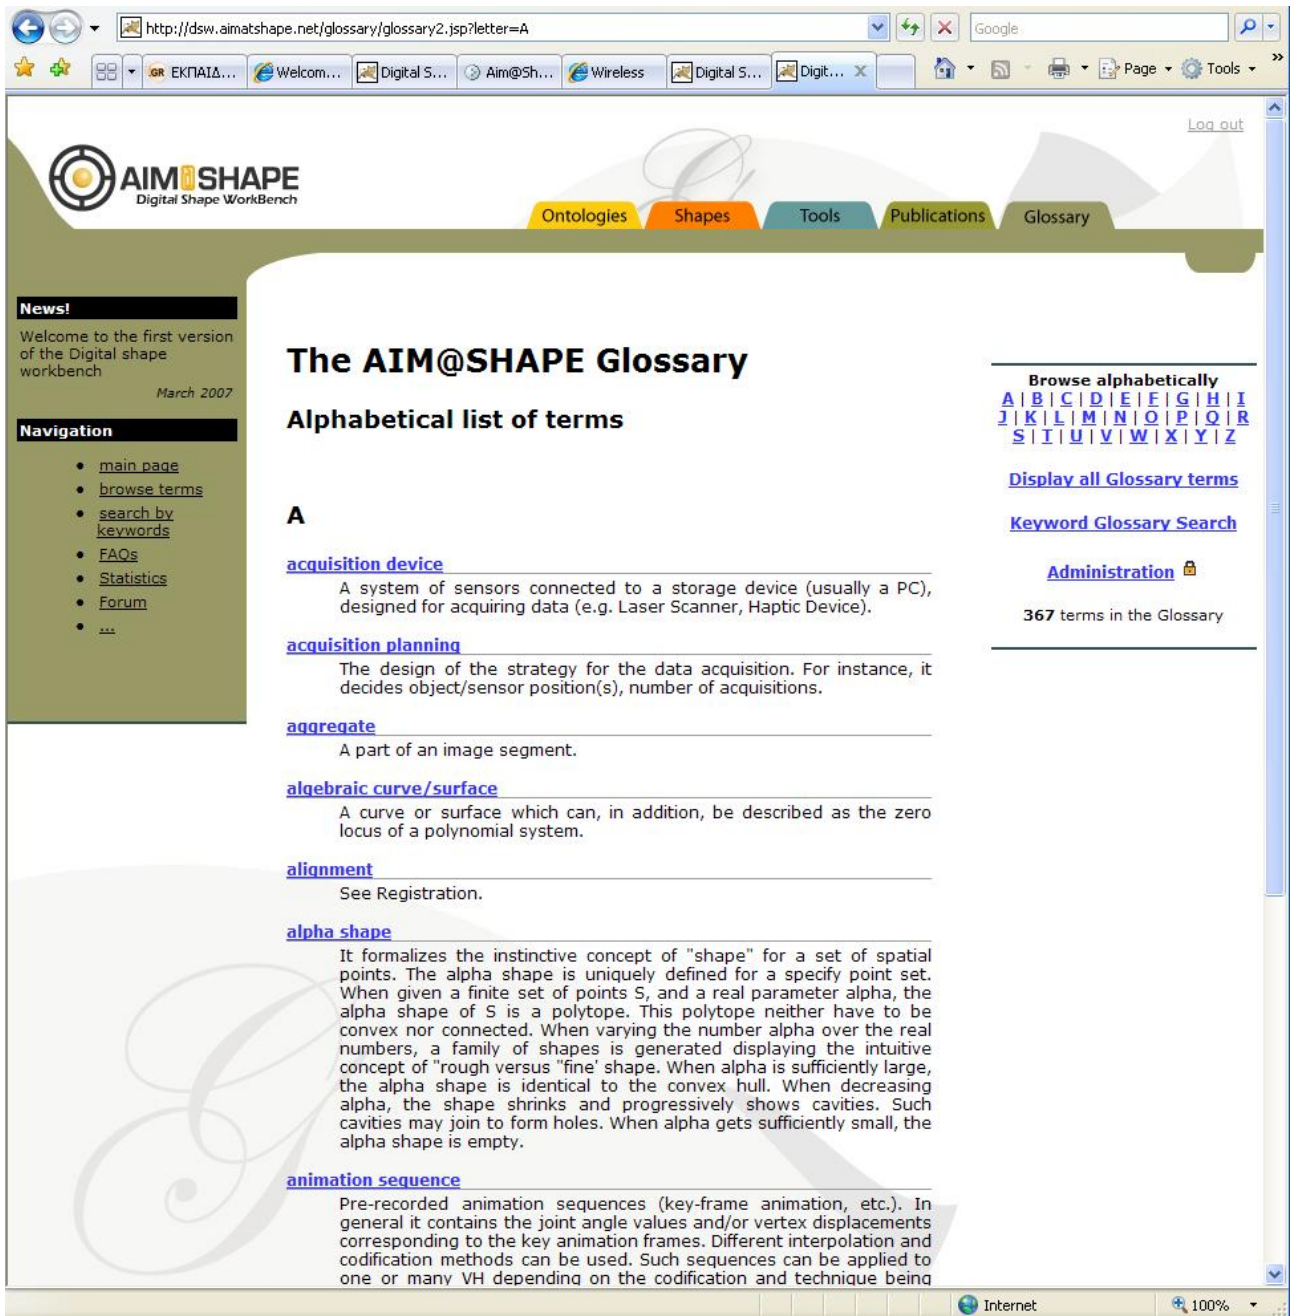 http://dsw.aimatshape.net/glossary/glossary2.jsp?letter=A
Google
GR ΕΚΠΑΙΔ...
Welcom...
Digital S...
Aim@Sh...
Wireless
Digital S...
Digit...
Page
Tools
Log out
AIM@SHAPE
Digital Shape WorkBench
Ontologies
Shapes
Tools
Publications
Glossary
News!
Welcome to the first version
of the Digital shape
workbench
March 2007
Navigation
main page
browse terms
search by
keywords
FAQs
Statistics
Forum
...
The AIM@SHAPE Glossary
Alphabetical list of terms
A
acquisition device
A system of sensors connected to a storage device (usually a PC),
designed for acquiring data (e.g. Laser Scanner, Haptic Device).
acquisition planning
The design of the strategy for the data acquisition. For instance, it
decides object/sensor position(s), number of acquisitions.
aggregate
A part of an image segment.
algebraic curve/surface
A curve or surface which can, in addition, be described as the zero
locus of a polynomial system.
alignment
See Registration.
alpha shape
It formalizes the instinctive concept of "shape" for a set of spatial
points. The alpha shape is uniquely defined for a specify point set.
When given a finite set of points S, and a real parameter alpha, the
alpha shape of S is a polytope. This polytope neither have to be
convex nor connected. When varying the number alpha over the real
numbers, a family of shapes is generated displaying the intuitive
concept of "rough versus "fine' shape. When alpha is sufficiently large,
the alpha shape is identical to the convex hull. When decreasing
alpha, the shape shrinks and progressively shows cavities. Such
cavities may join to form holes. When alpha gets sufficiently small, the
alpha shape is empty.
animation sequence
Pre-recorded animation sequences (key-frame animation, etc.). In
general it contains the joint angle values and/or vertex displacements
corresponding to the key animation frames. Different interpolation and
codification methods can be used. Such sequences can be applied to
one or many VH depending on the codification and technique being
Browse alphabetically
A | B | C | D | E | F | G | H | I
J | K | L | M | N | O | P | Q | R
S | T | U | V | W | X | Y | Z
Display all Glossary terms
Keyword Glossary Search
Administration
367 terms in the Glossary
Internet
100%